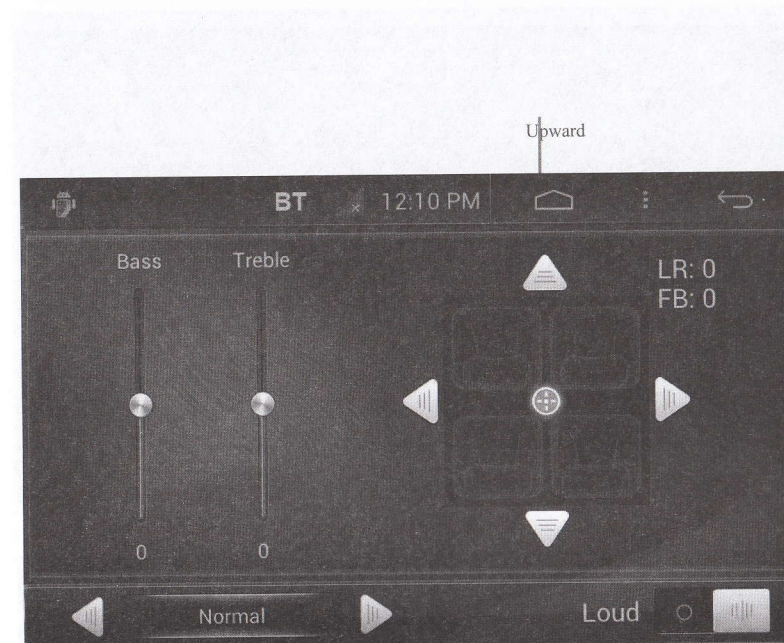 Upward
BT 12:10 PM
Bass Treble
LR: 0
FB: 0
0 0
Normal
Loud